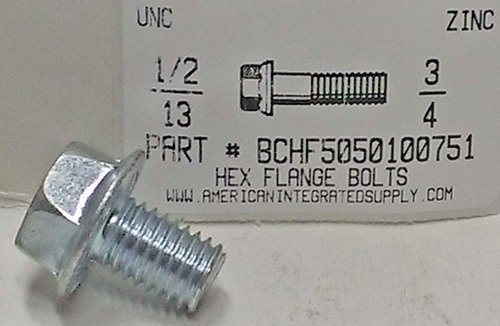 UNC ZINC
1/2 3
13 4
PART # BCHF5050100751
HEX FLANGE BOLTS
WWW.AMERICANINTEGRATEDSUPPLY.COM